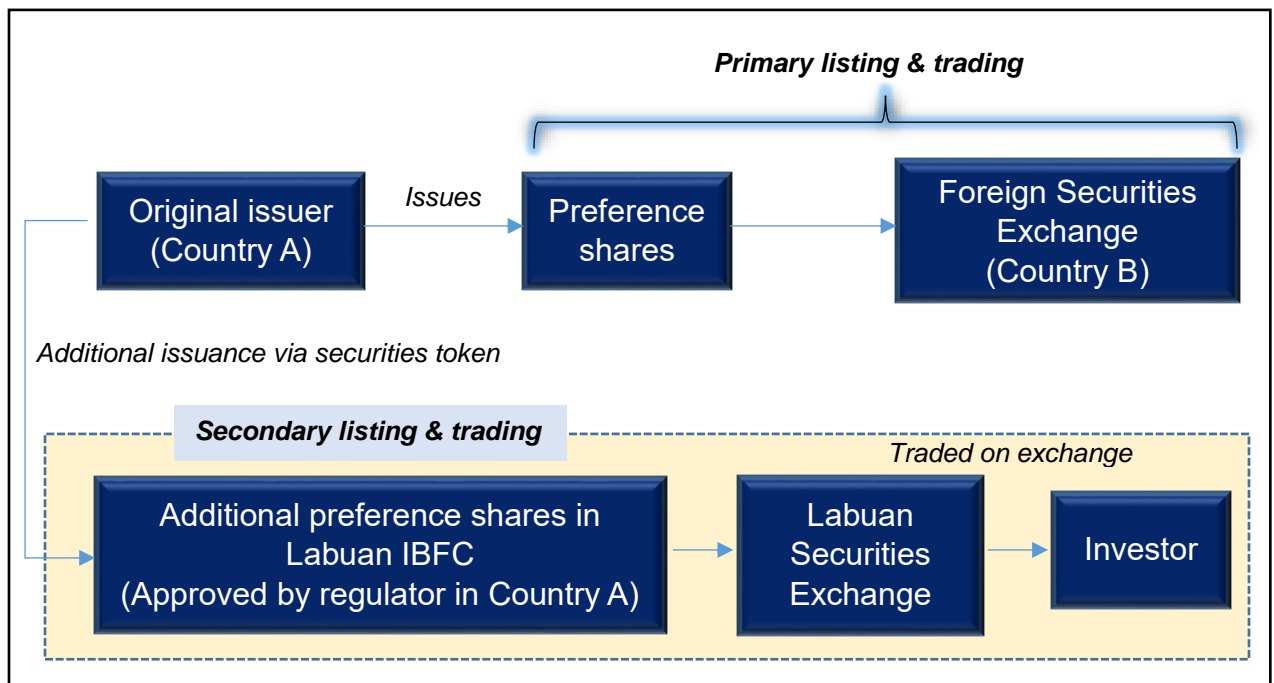 Primary listing & trading
Original issuer
(Country A)
Issues
Preference
shares
Foreign Securities
Exchange
(Country B)
Additional issuance via securities token
Secondary listing & trading
Traded on exchange
Additional preference shares in
Labuan IBFC
(Approved by regulator in Country A)
Labuan
Securities
Exchange
Investor